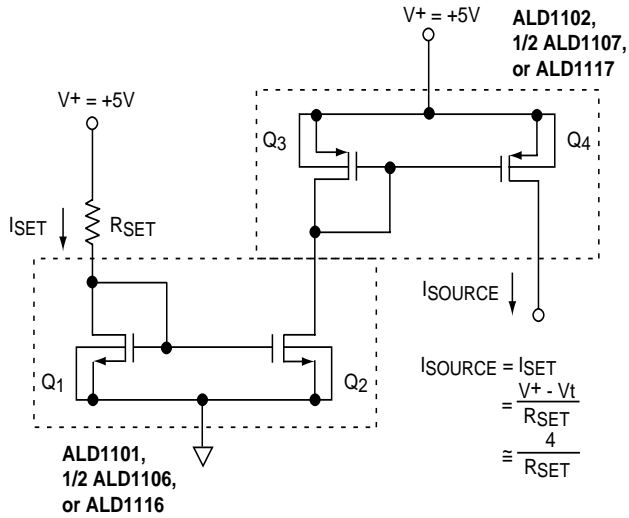 V+ = +5V
ALD1102,
1/2 ALD1107,
or ALD1117
V+ = +5V
Q3
Q4
ISET
RSET
ISOURCE
Q1
Q2
ISOURCE = ISET
= V+ - Vt
RSET
≅ 4
RSET
ALD1101,
1/2 ALD1106,
or ALD1116